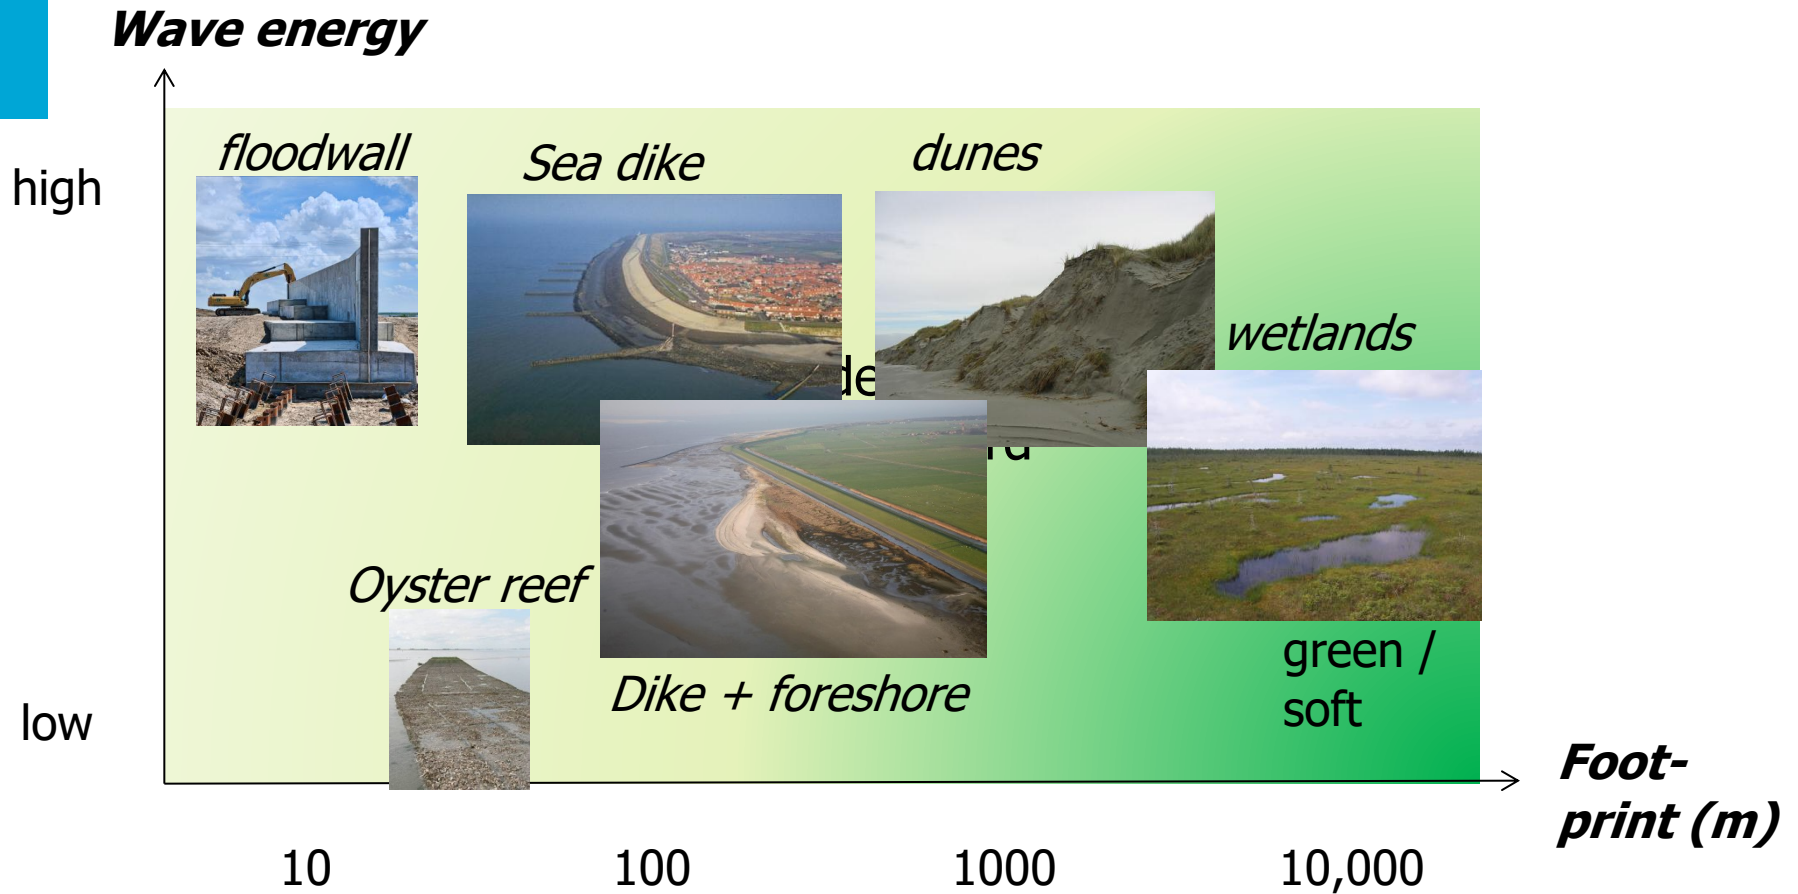 Wave energy
floodwall
Sea dike
dunes
high
wetlands
Oyster reef
green /
soft
Dike + foreshore
low
Foot-
print (m)
10
100
1000
10,000